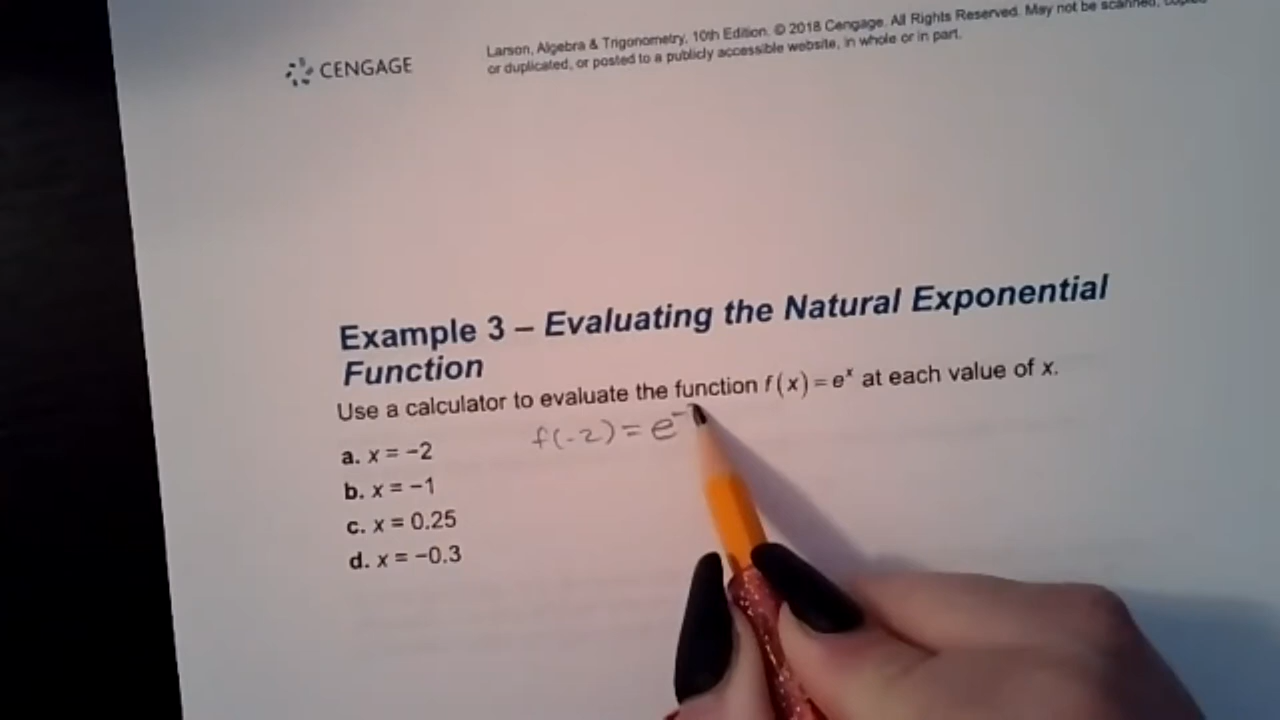 CENGAGE
Larson, Algebra & Trigonometry, 10th Edition. © 2018 Cengage. All Rights Reserved. May not be scanned, copied
or duplicated, or posted to a publicly accessible website, in whole or in part.
Example 3 – Evaluating the Natural Exponential
Function
Use a calculator to evaluate the function f(x) = eˣ at each value of x.
a. x = −2
f(-2) = e⁻
b. x = −1
c. x = 0.25
d. x = −0.3